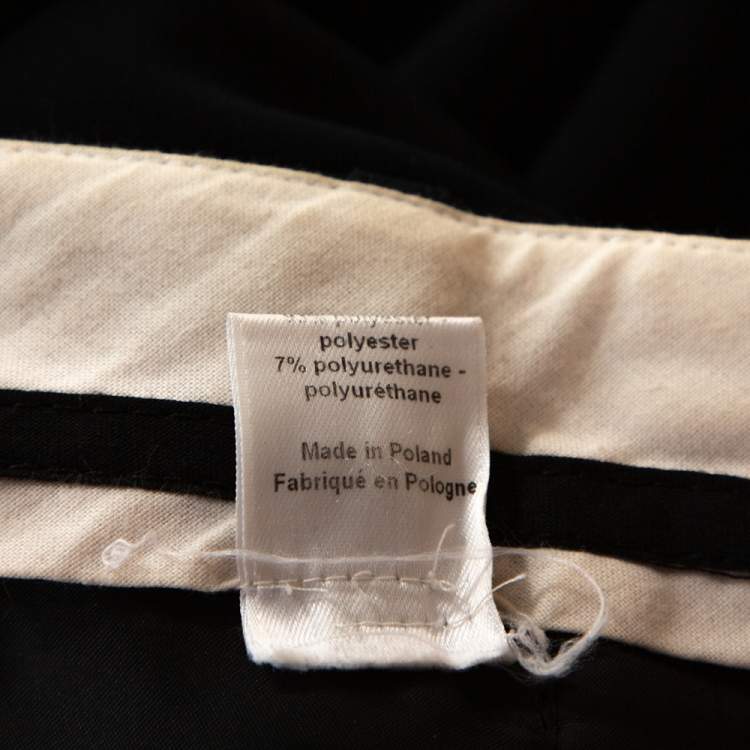 polyester
7% polyurethane -
polyuréthane
Made in Poland
Fabriqué en Pologne